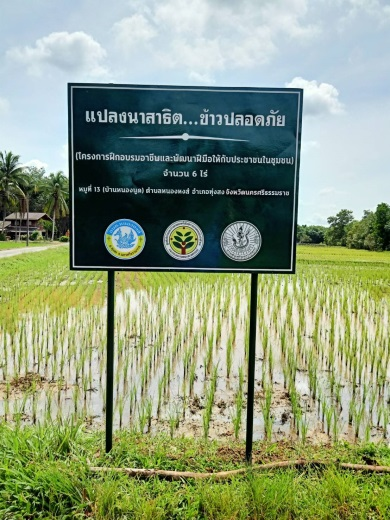 แปลงนาสาธิต...ข้าวปลอดภัย
(โครงการฝึกอบรมอาชีพและพัฒนาฝีมือให้กับประชาชนในชุมชน)
จำนวน 6 ไร่
หมู่ที่ 13 (บ้านหนองบูด) ตำบลหนองหงส์ อำเภอทุ่งสง จังหวัดนครศรีธรรมราช